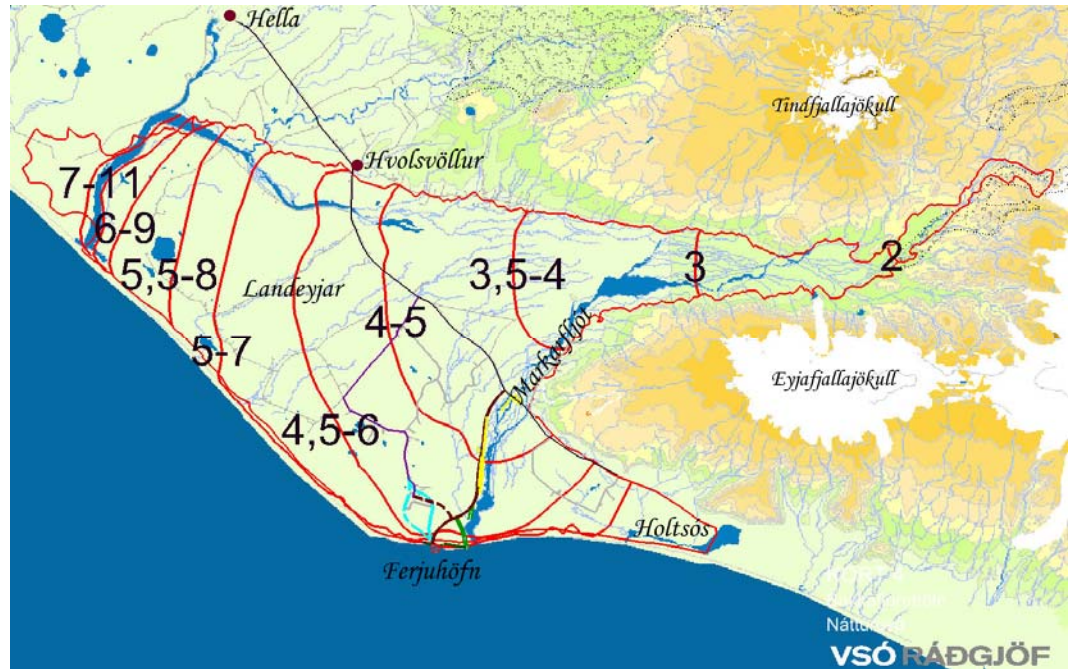 Hella
Tindfjallajökull
Hvolsvöllur
7-11
6-9
5,5-8
Landeyjar
3,5-4
3
2
4-5
5-7
Markarfljót
Eyjafjallajökull
4,5-6
Holtsós
Ferjuhöfn
VSÓ RÁÐGJÖF